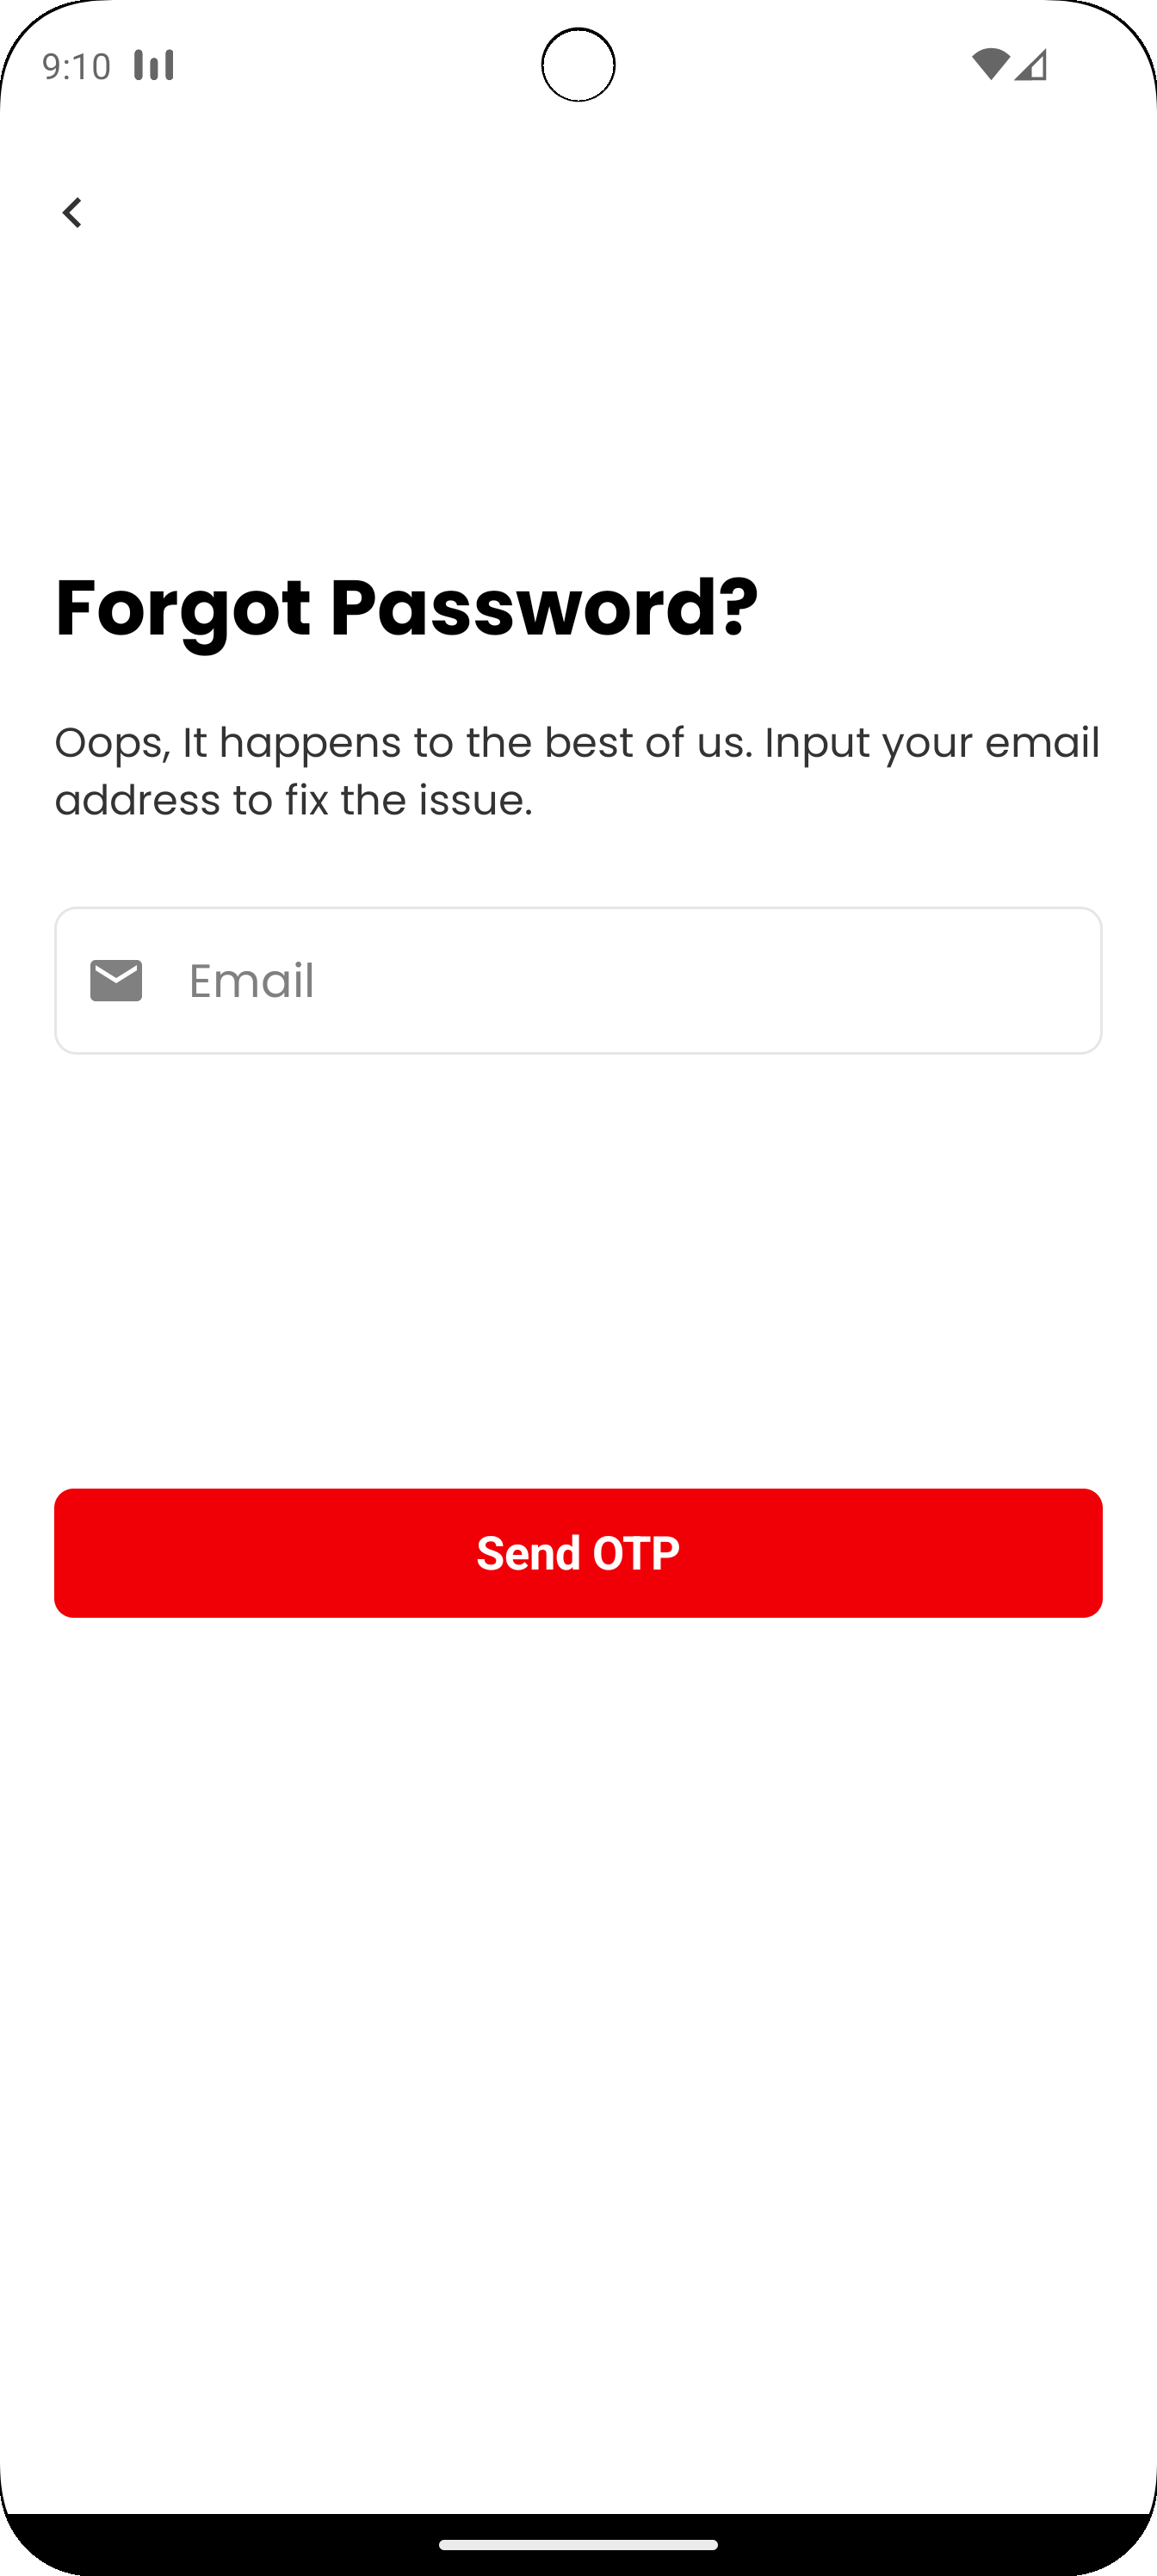 9:10
Forgot Password?
Oops, It happens to the best of us. Input your email
address to fix the issue.
Email
Send OTP